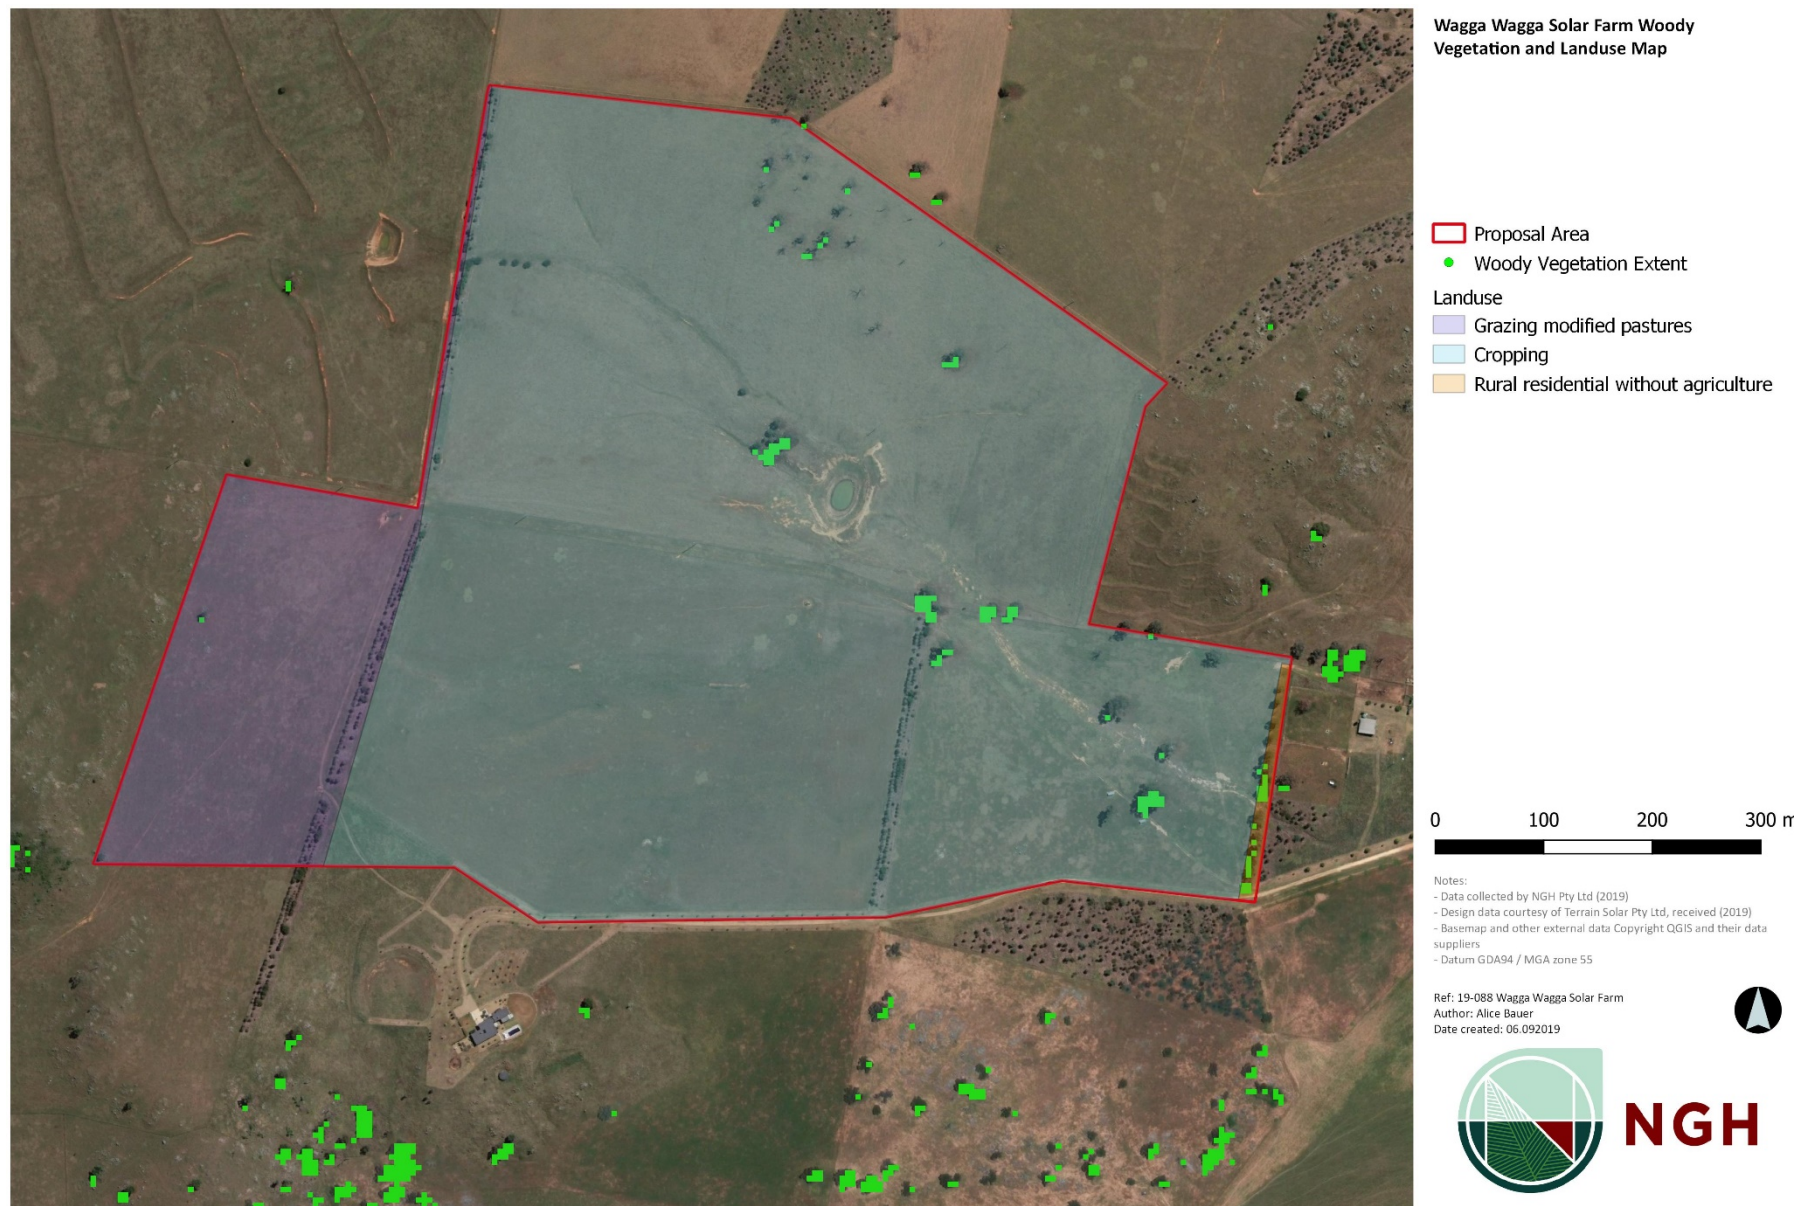 Wagga Wagga Solar Farm Woody
Vegetation and Landuse Map
Proposal Area
Woody Vegetation Extent
Landuse
Grazing modified pastures
Cropping
Rural residential without agriculture
0 100 200 300 m
Notes:
- Data collected by NGH Pty Ltd (2019)
- Design data courtesy of Terrain Solar Pty Ltd, received (2019)
- Basemap and other external data Copyright QGIS and their data
suppliers
- Datum GDA94 / MGA zone 55
Ref: 19-088 Wagga Wagga Solar Farm
Author: Alice Bauer
Date created: 06.092019
NGH